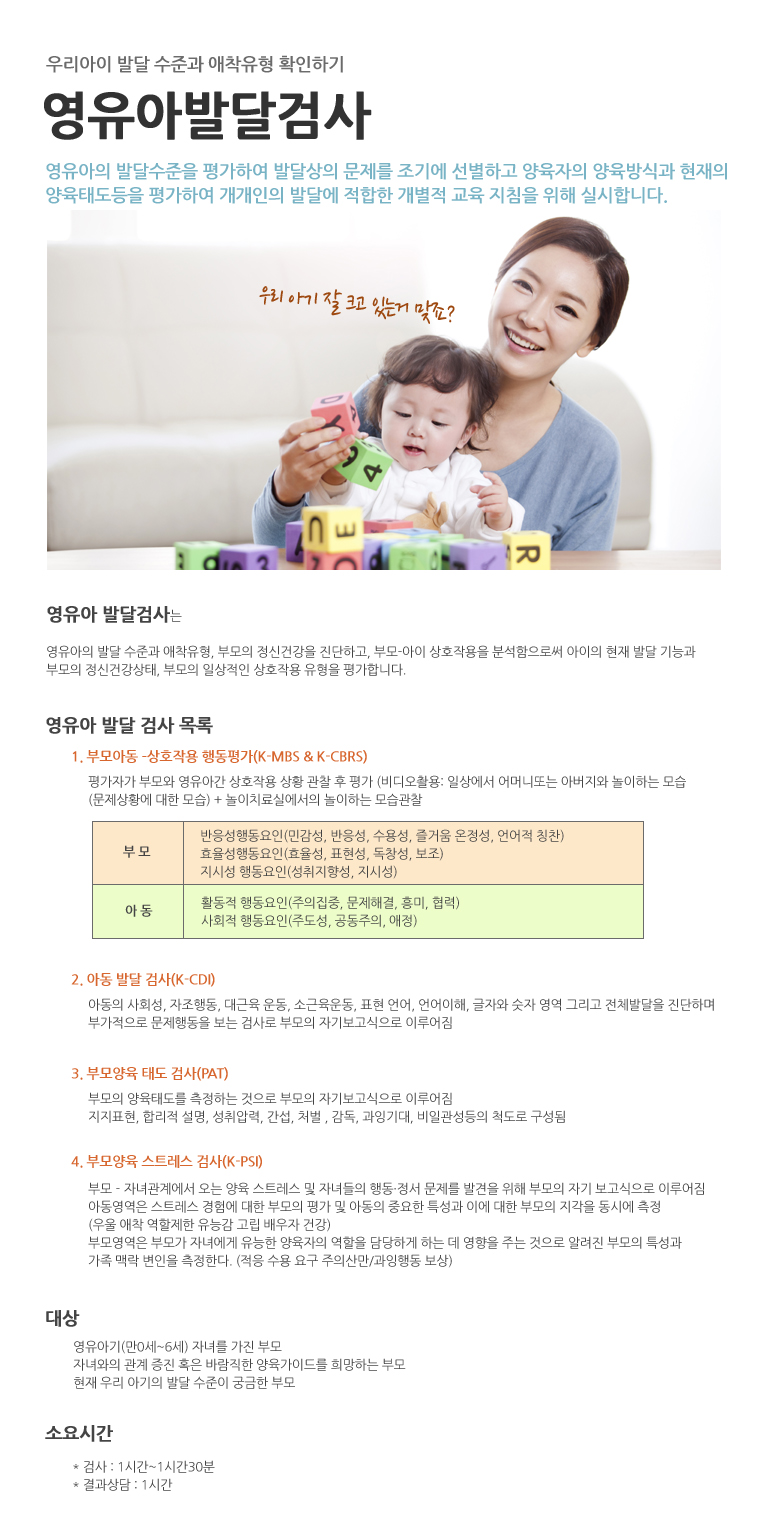 우리아이 발달 수준과 애착유형 확인하기
영유아발달검사
영유아의 발달수준을 평가하여 발달상의 문제를 조기에 선별하고 양육자의 양육방식과 현재의
양육태도등을 평가하여 개개인의 발달에 적합한 개별적 교육 지침을 위해 실시합니다.
우리 아기 잘 크고 있는거 맞죠?
D
Y
4
U
E
3
R
영유아 발달검사는
영유아의 발달 수준과 애착유형, 부모의 정신건강을 진단하고, 부모-아이 상호작용을 분석함으로써 아이의 현재 발달 기능과
부모의 정신건강상태, 부모의 일상적인 상호작용 유형을 평가합니다.
영유아 발달 검사 목록
1. 부모아동 -상호작용 행동평가(K-MBS & K-CBRS)
평가자가 부모와 영유아간 상호작용 상황 관찰 후 평가 (비디오촬용: 일상에서 어머니또는 아버지와 놀이하는 모습
(문제상황에 대한 모습) + 놀이치료실에서의 놀이하는 모습관찰
부 모
반응성행동요인(민감성, 반응성, 수용성, 즐거움 온정성, 언어적 칭찬)
효율성행동요인(효율성, 표현성, 독창성, 보조)
지시성 행동요인(성취지향성, 지시성)
아 동
활동적 행동요인(주의집중, 문제해결, 흥미, 협력)
사회적 행동요인(주도성, 공동주의, 애정)
2. 아동 발달 검사(K-CDI)
아동의 사회성, 자조행동, 대근육 운동, 소근육운동, 표현 언어, 언어이해, 글자와 숫자 영역 그리고 전체발달을 진단하며
부가적으로 문제행동을 보는 검사로 부모의 자기보고식으로 이루어짐
3. 부모양육 태도 검사(PAT)
부모의 양육태도를 측정하는 것으로 부모의 자기보고식으로 이루어짐
지지표현, 합리적 설명, 성취압력, 간섭, 처벌 , 감독, 과잉기대, 비일관성등의 척도로 구성됨
4. 부모양육 스트레스 검사(K-PSI)
부모 - 자녀관계에서 오는 양육 스트레스 및 자녀들의 행동·정서 문제를 발견을 위해 부모의 자기 보고식으로 이루어짐
아동영역은 스트레스 경험에 대한 부모의 평가 및 아동의 중요한 특성과 이에 대한 부모의 지각을 동시에 측정
(우울 애착 역할제한 유능감 고립 배우자 건강)
부모영역은 부모가 자녀에게 유능한 양육자의 역할을 담당하게 하는 데 영향을 주는 것으로 알려진 부모의 특성과
가족 맥락 변인을 측정한다. (적응 수용 요구 주의산만/과잉행동 보상)
대상
영유아기(만0세~6세) 자녀를 가진 부모
자녀와의 관계 증진 혹은 바람직한 양육가이드를 희망하는 부모
현재 우리 아기의 발달 수준이 궁금한 부모
소요시간
* 검사 : 1시간~1시간30분
* 결과상담 : 1시간